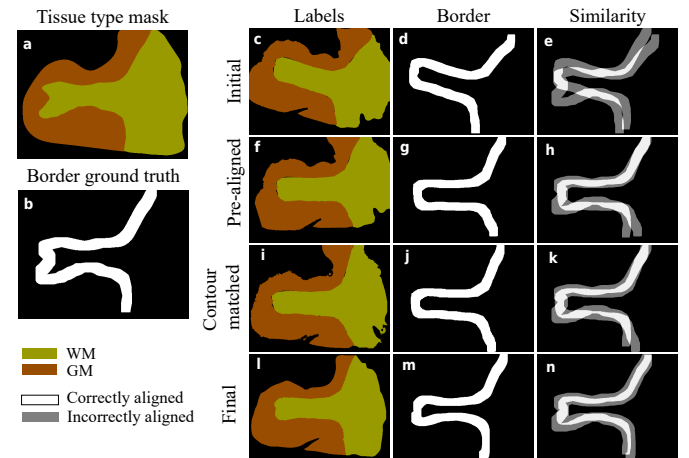 Tissue type mask
a
Border ground truth
b
WM
GM
Correctly aligned
Incorrectly aligned
Labels Border Similarity
Initial
c d e
Pre-aligned
f g h
Contour
matched
i j k
Final
l m n